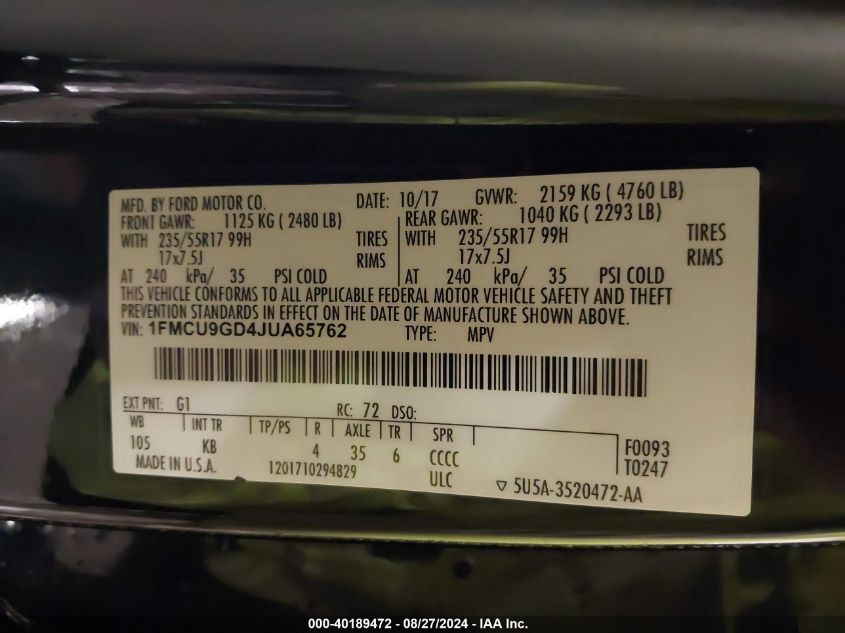 MFD. BY FORD MOTOR CO. DATE: 10/17 GVWR: 2159 KG ( 4760 LB)
FRONT GAWR: 1125 KG ( 2480 LB) REAR GAWR: 1040 KG ( 2293 LB)
WITH 235/55R17 99H TIRES WITH 235/55R17 99H TIRES
17x7.5J RIMS 17x7.5J RIMS
AT 240 kPa/ 35 PSI COLD AT 240 kPa/ 35 PSI COLD
THIS VEHICLE CONFORMS TO ALL APPLICABLE FEDERAL MOTOR VEHICLE SAFETY AND THEFT
PREVENTION STANDARDS IN EFFECT ON THE DATE OF MANUFACTURE SHOWN ABOVE.
VIN: 1FMCU9GD4JUA65762 TYPE: MPV
EXT PNT: G1 RC: 72 DSO:
WB INT TR TP/PS R AXLE TR SPR
105 KB 4 35 6 CCCC F0093
MADE IN U.S.A. 1201710294829 ULC T0247
▽ 5U5A-3520472-AA
000-40189472 - 08/27/2024 - IAA Inc.